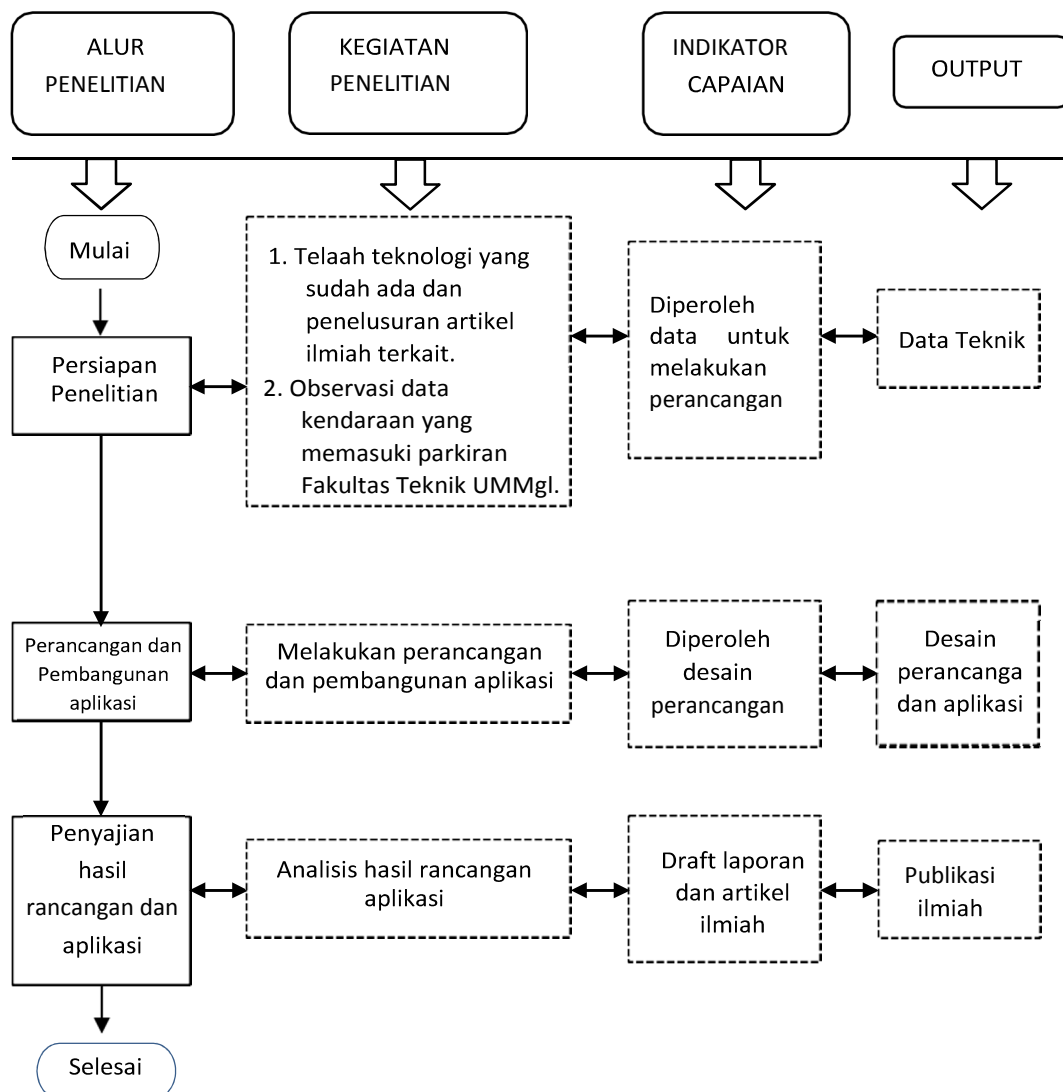 ALUR
PENELITIAN
KEGIATAN
PENELITIAN
INDIKATOR
CAPAIAN
OUTPUT
Mulai
Persiapan
Penelitian
1. Telaah teknologi yang
sudah ada dan
penelusuran artikel
ilmiah terkait.
2. Observasi data
kendaraan yang
memasuki parkiran
Fakultas Teknik UMMgl.
Diperoleh
data untuk
melakukan
perancangan
Data Teknik
Perancangan dan
Pembangunan
aplikasi
Melakukan perancangan
dan pembangunan aplikasi
Diperoleh
desain
perancangan
Desain
perancanga
dan aplikasi
Penyajian
hasil
rancangan dan
aplikasi
Analisis hasil rancangan
aplikasi
Draft laporan
dan artikel
ilmiah
Publikasi
ilmiah
Selesai